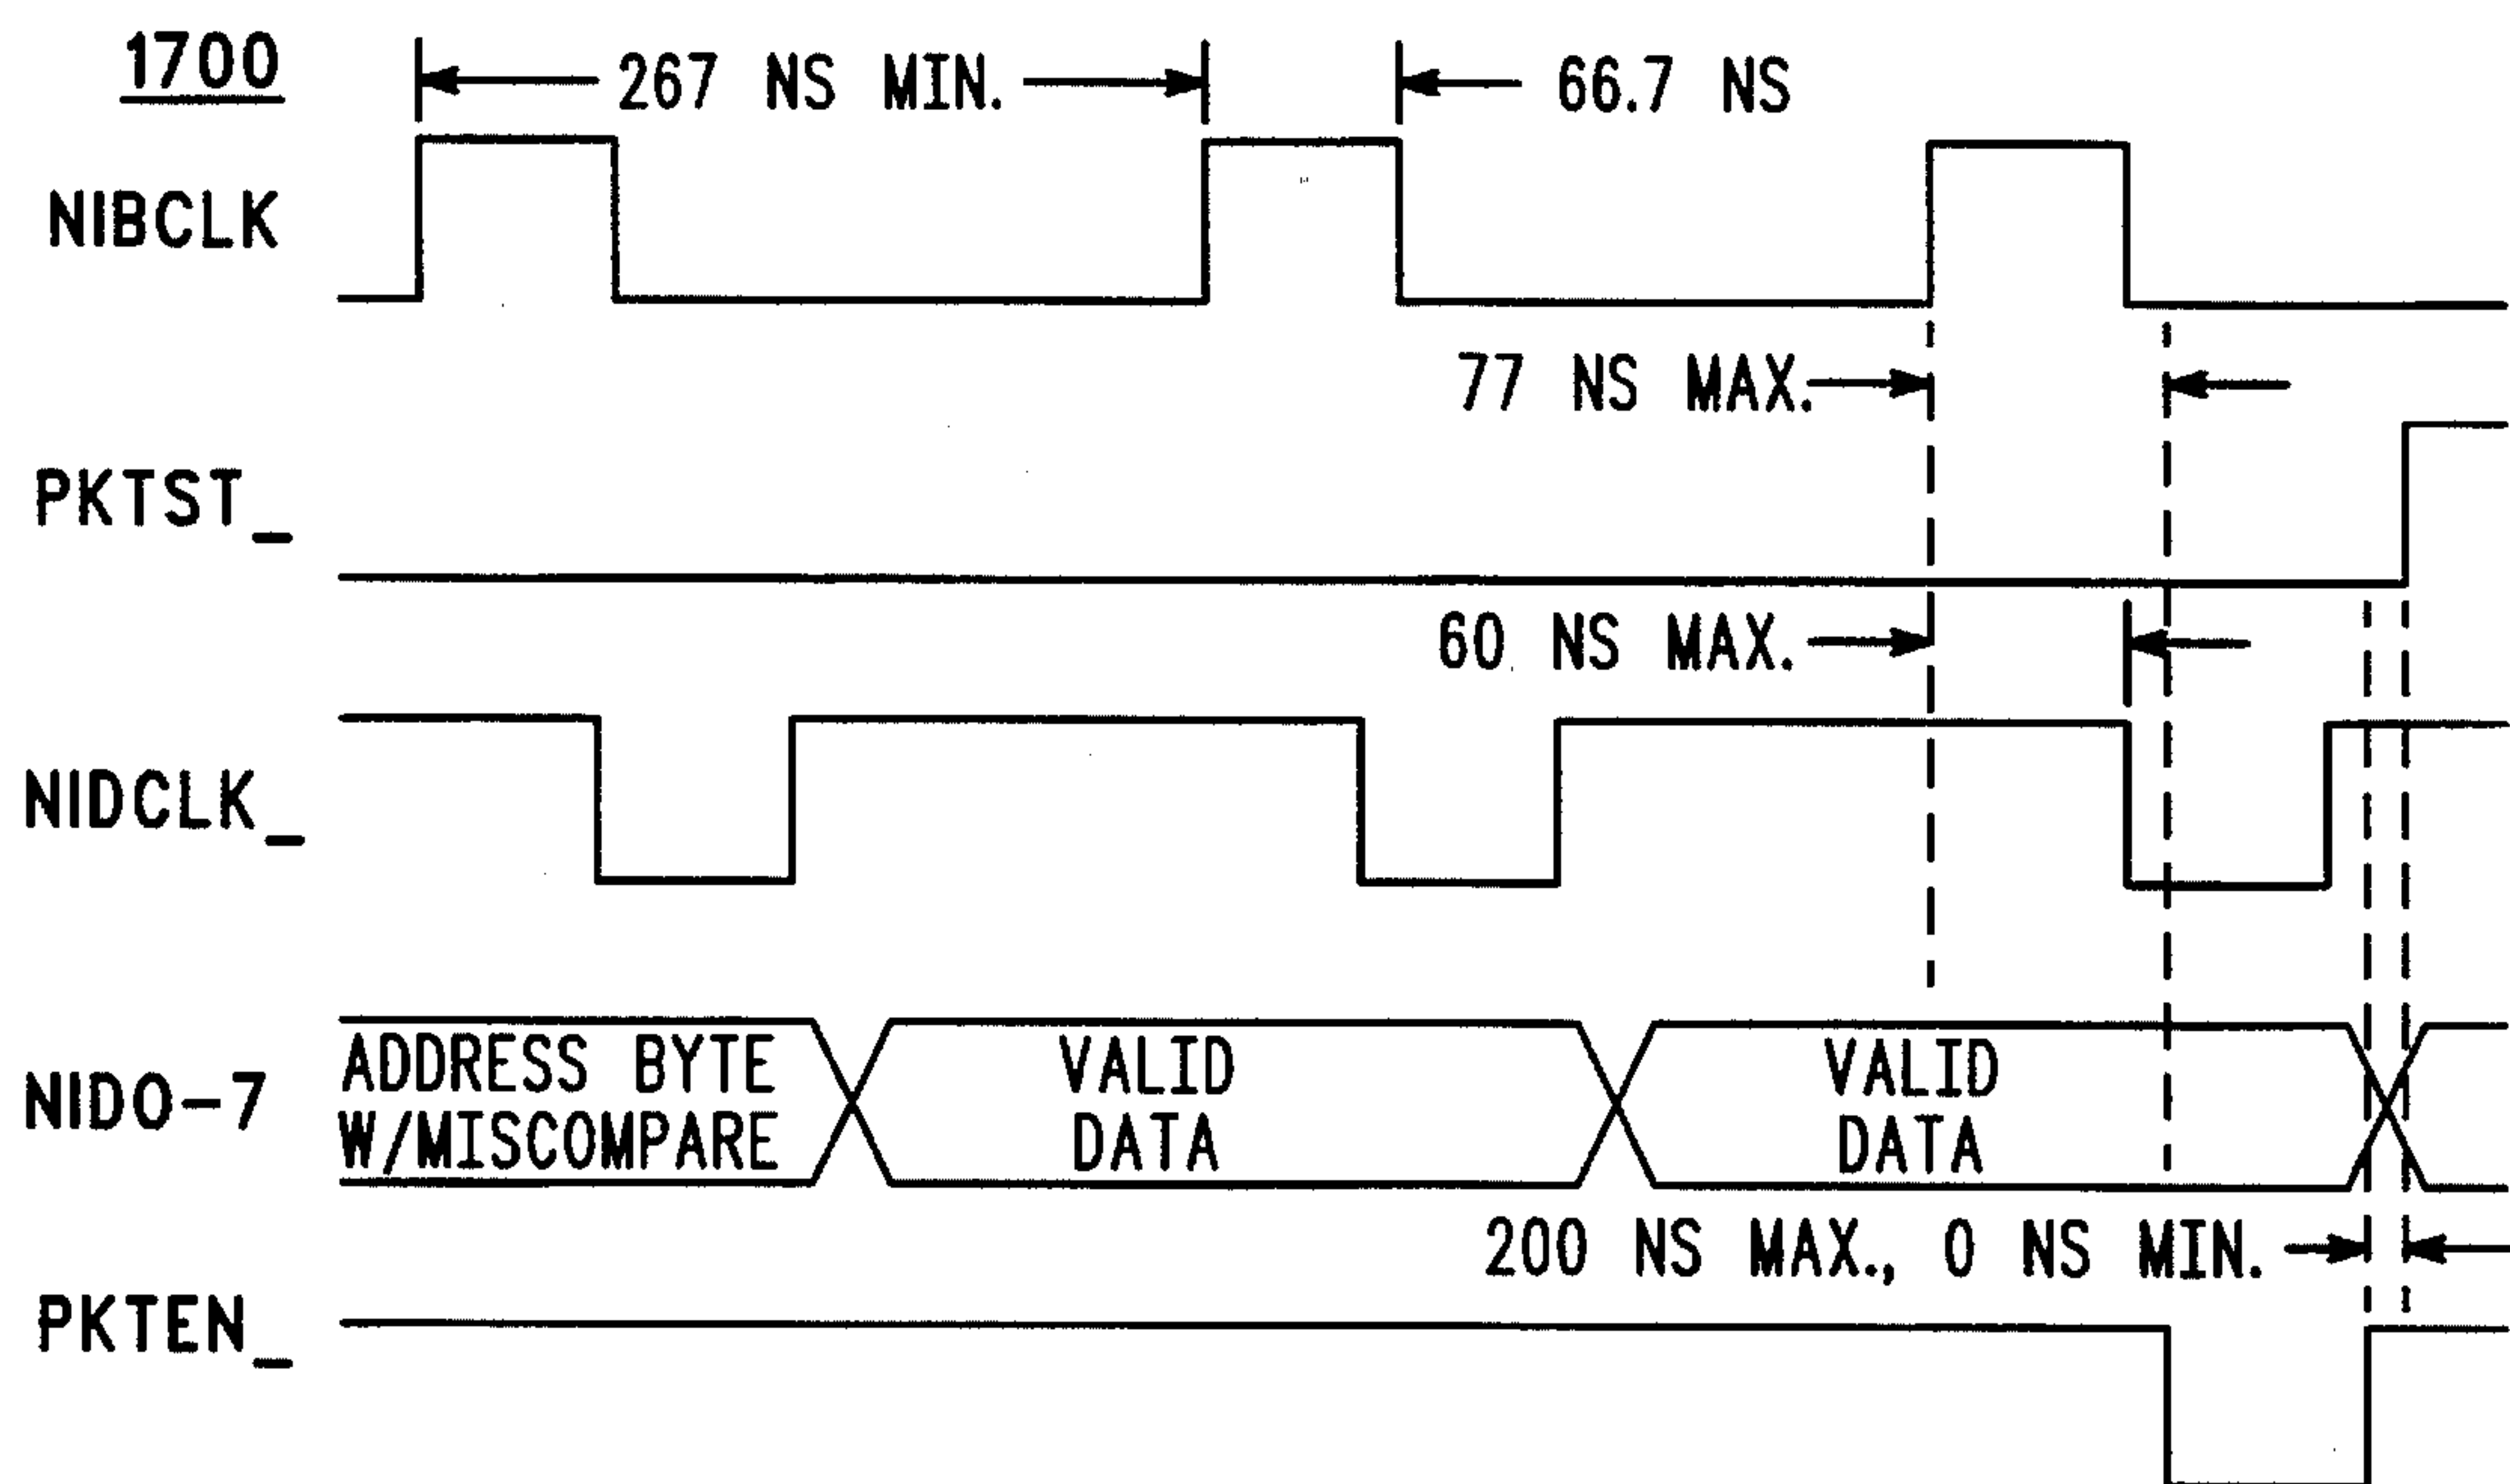 1700
267 NS MIN.
66.7 NS
NIBCLK
77 NS MAX.
PKTST_
60 NS MAX.
NIDCLK_
NIDO-7
ADDRESS BYTE
W/MISCOMPARE
VALID
DATA
VALID
DATA
200 NS MAX., 0 NS MIN.
PKTEN_